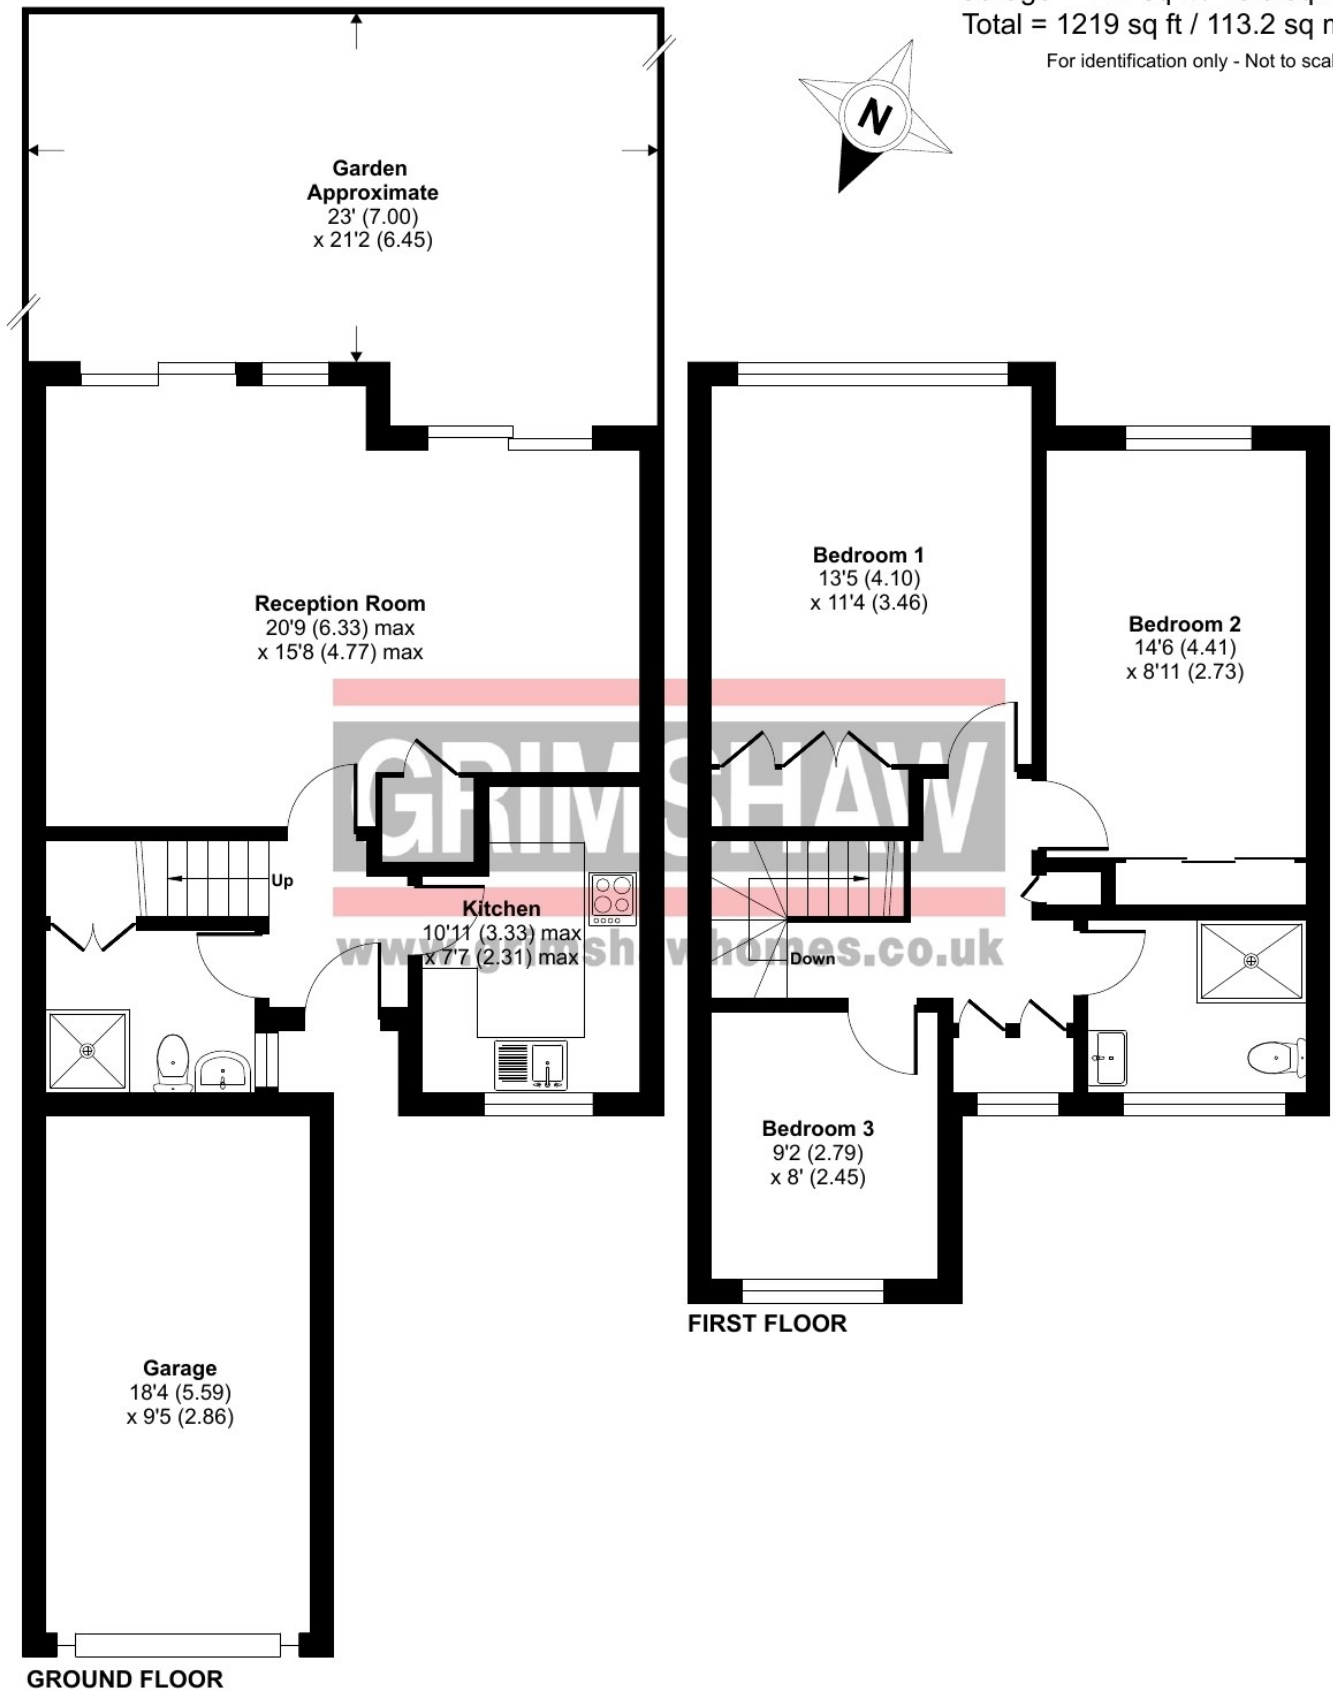 Total = 1219 sq ft / 113.2 sq m
For identification only - Not to scal
N
Garden
Approximate
23' (7.00)
x 21'2 (6.45)
Reception Room
20'9 (6.33) max
x 15'8 (4.77) max
Bedroom 1
13'5 (4.10)
x 11'4 (3.46)
Bedroom 2
14'6 (4.41)
x 8'11 (2.73)
GRIMSHAW
www.grimshawhomes.co.uk
Up
Kitchen
10'11 (3.33) max
x 7'7 (2.31) max
Down
Bedroom 3
9'2 (2.79)
x 8' (2.45)
FIRST FLOOR
Garage
18'4 (5.59)
x 9'5 (2.86)
GROUND FLOOR